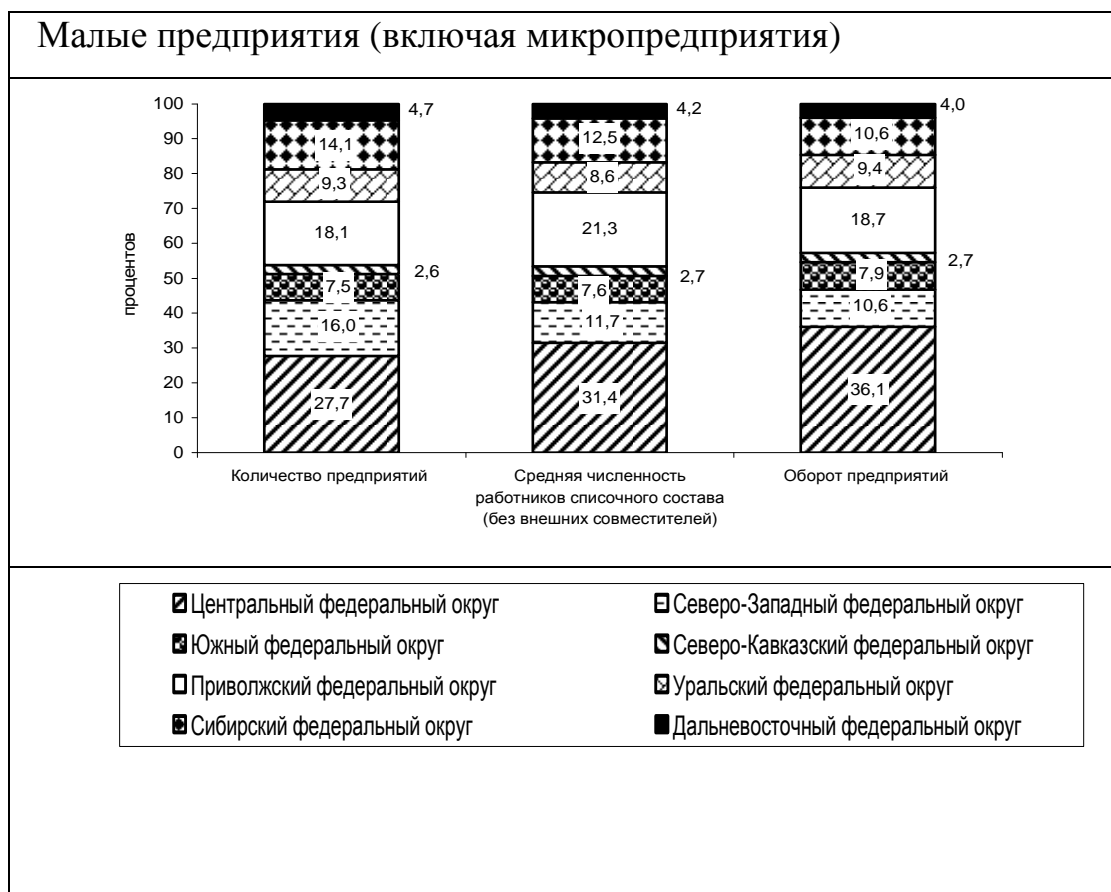 Малые предприятия (включая микропредприятия)
100
90
80
70
60
50
40
30
20
10
0
процентов
4,7
14,1
9,3
18,1
2,6
7,5
16,0
27,7
4,2
12,5
8,6
21,3
2,7
7,6
11,7
31,4
4,0
10,6
9,4
18,7
2,7
7,9
10,6
36,1
Количество предприятий
Средняя численность
работников списочного состава
(без внешних совместителей)
Оборот предприятий
Центральный федеральный округ
Северо-Западный федеральный округ
Южный федеральный округ
Северо-Кавказский федеральный округ
Приволжский федеральный округ
Уральский федеральный округ
Сибирский федеральный округ
Дальневосточный федеральный округ